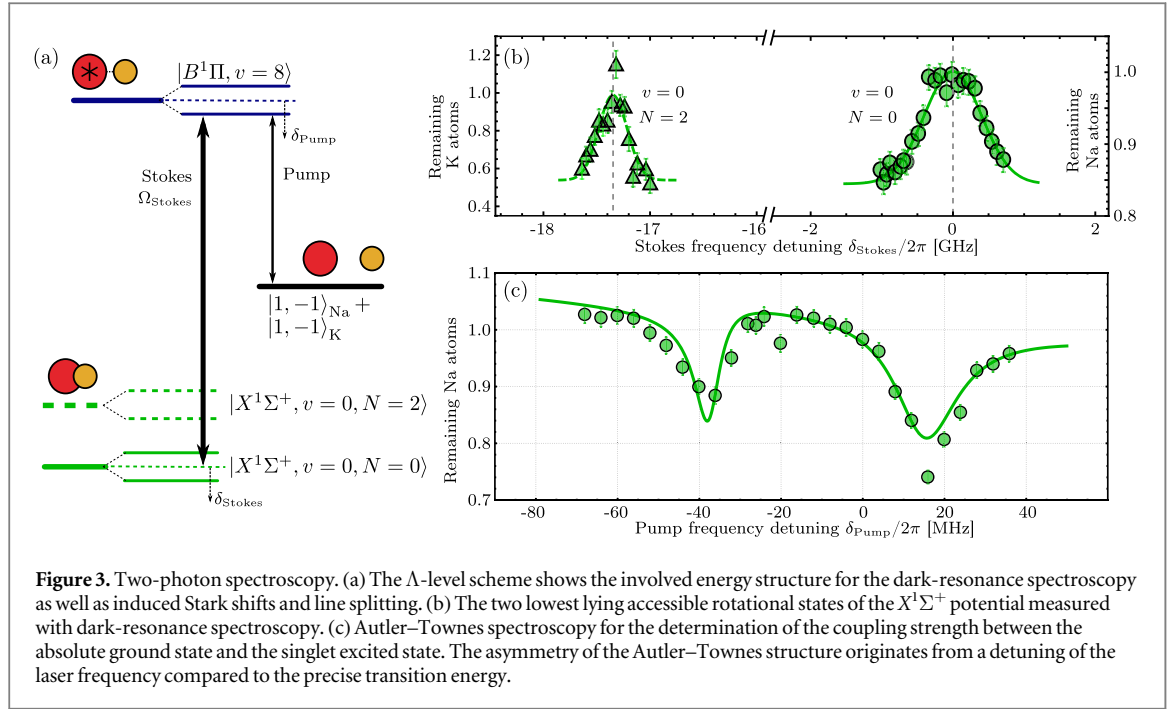 (a)
|B¹Π, v = 8⟩
*
δPump
Stokes
ΩStokes
Pump
|1, −1⟩Na +
|1, −1⟩K
|X¹Σ⁺, v = 0, N = 2⟩
|X¹Σ⁺, v = 0, N = 0⟩
δStokes
(b)
Remaining
K atoms
1.2
1.0
0.8
0.6
0.4
v = 0
N = 2
v = 0
N = 0
1.0
0.9
0.8
Remaining
Na atoms
-18
-17
-16
-2
0
2
Stokes frequency detuning δStokes/2π [GHz]
(c)
Remaining Na atoms
1.1
1.0
0.9
0.8
0.7
-80
-60
-40
-20
0
20
40
Pump frequency detuning δPump/2π [MHz]
Figure 3. Two-photon spectroscopy. (a) The Λ-level scheme shows the involved energy structure for the dark-resonance spectroscopy
as well as induced Stark shifts and line splitting. (b) The two lowest lying accessible rotational states of the X¹Σ⁺ potential measured
with dark-resonance spectroscopy. (c) Autler–Townes spectroscopy for the determination of the coupling strength between the
absolute ground state and the singlet excited state. The asymmetry of the Autler–Townes structure originates from a detuning of the
laser frequency compared to the precise transition energy.